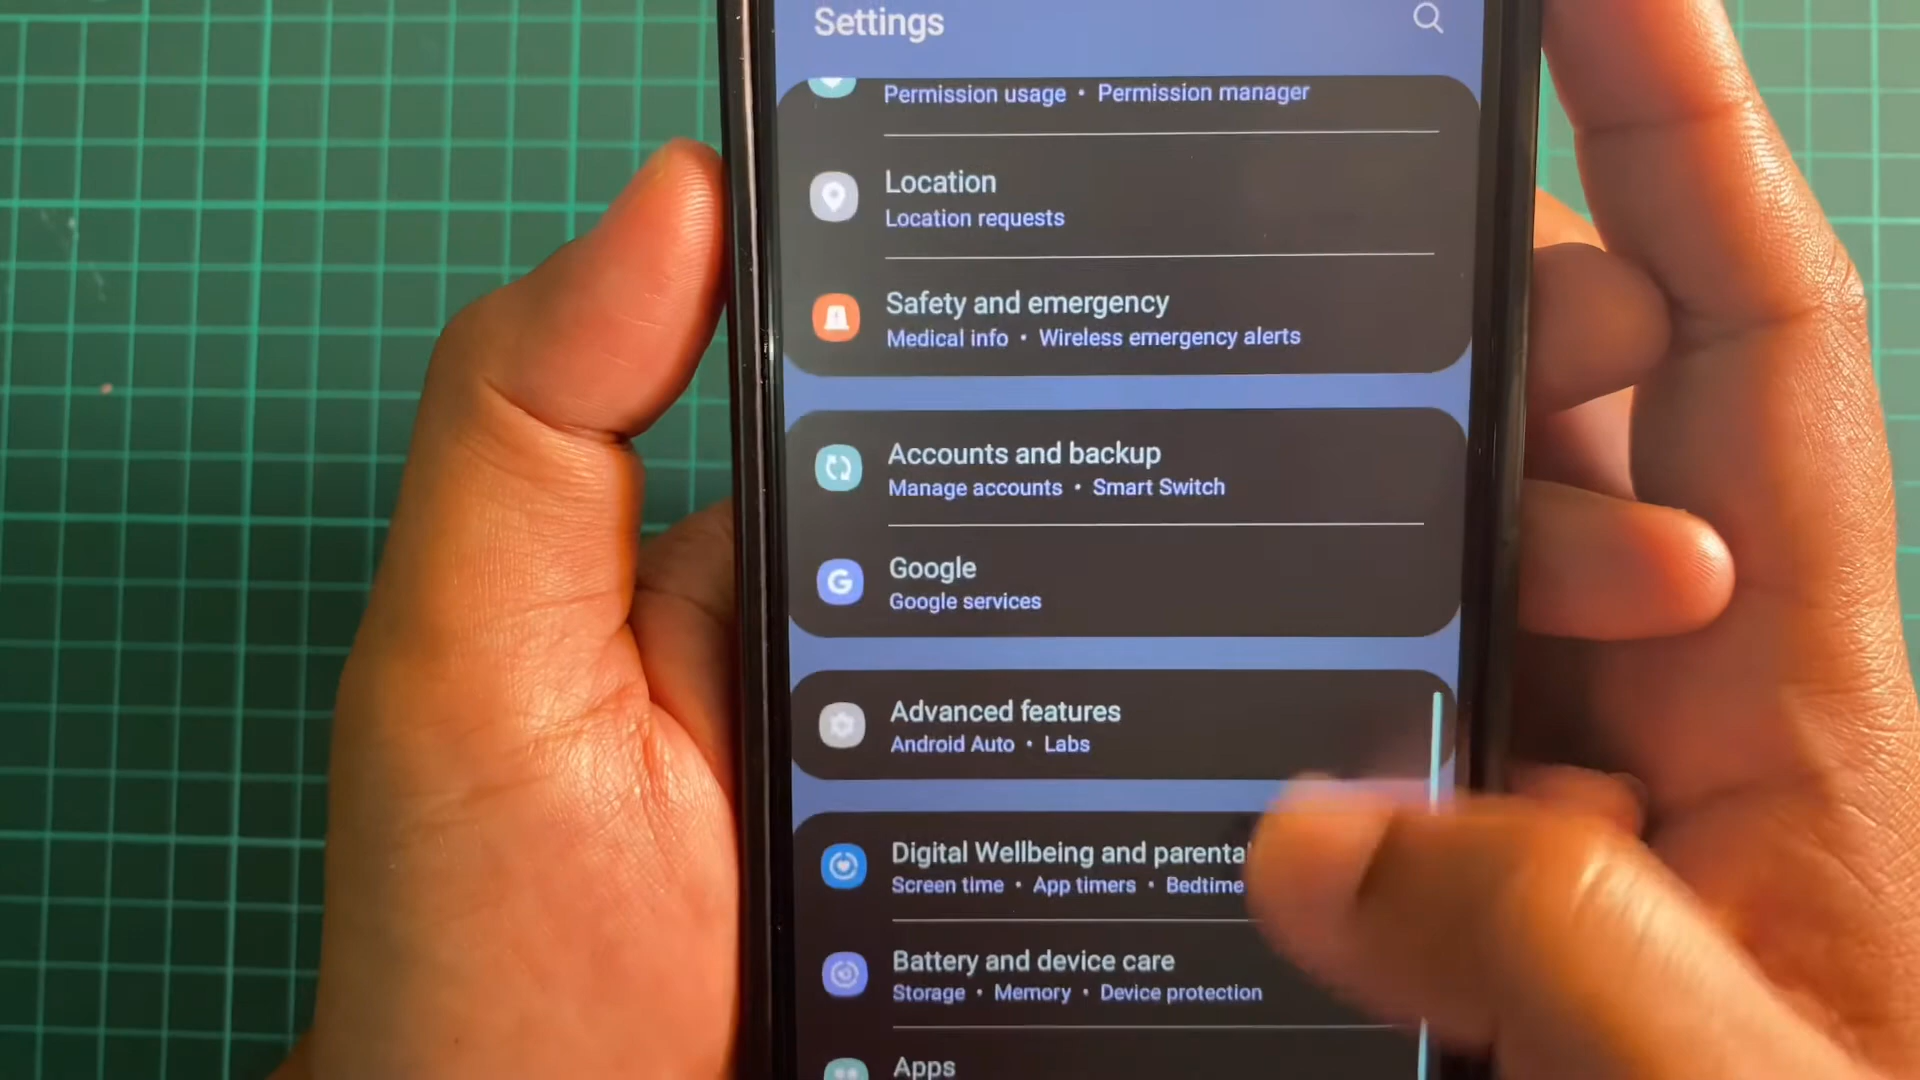 Settings
Permission usage • Permission manager
Location
Location requests
Safety and emergency
Medical info • Wireless emergency alerts
Accounts and backup
Manage accounts • Smart Switch
G
Google
Google services
Advanced features
Android Auto • Labs
Digital Wellbeing and parental
Screen time • App timers • Bedtime
Battery and device care
Storage • Memory • Device protection
Apps